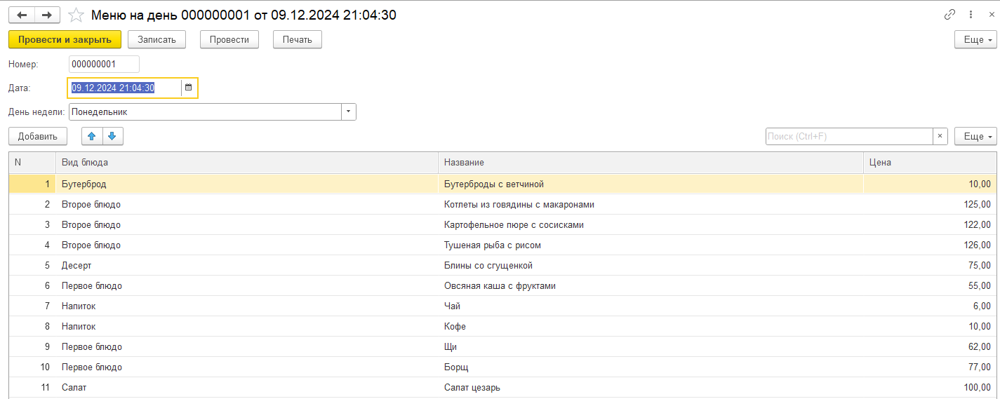 Меню на день 000000001 от 09.12.2024 21:04:30
Провести и закрыть Записать Провести Печать Еще
Номер: 000000001
Дата: 09.12.2024 21:04:30
День недели: Понедельник
Добавить Поиск (Ctrl+F) × Еще
N Вид блюда Название Цена
1 Бутерброд Бутерброды с ветчиной 10,00
2 Второе блюдо Котлеты из говядины с макаронами 125,00
3 Второе блюдо Картофельное пюре с сосисками 122,00
4 Второе блюдо Тушеная рыба с рисом 126,00
5 Десерт Блины со сгущенкой 75,00
6 Первое блюдо Овсяная каша с фруктами 55,00
7 Напиток Чай 6,00
8 Напиток Кофе 10,00
9 Первое блюдо Щи 62,00
10 Первое блюдо Борщ 77,00
11 Салат Салат цезарь 100,00